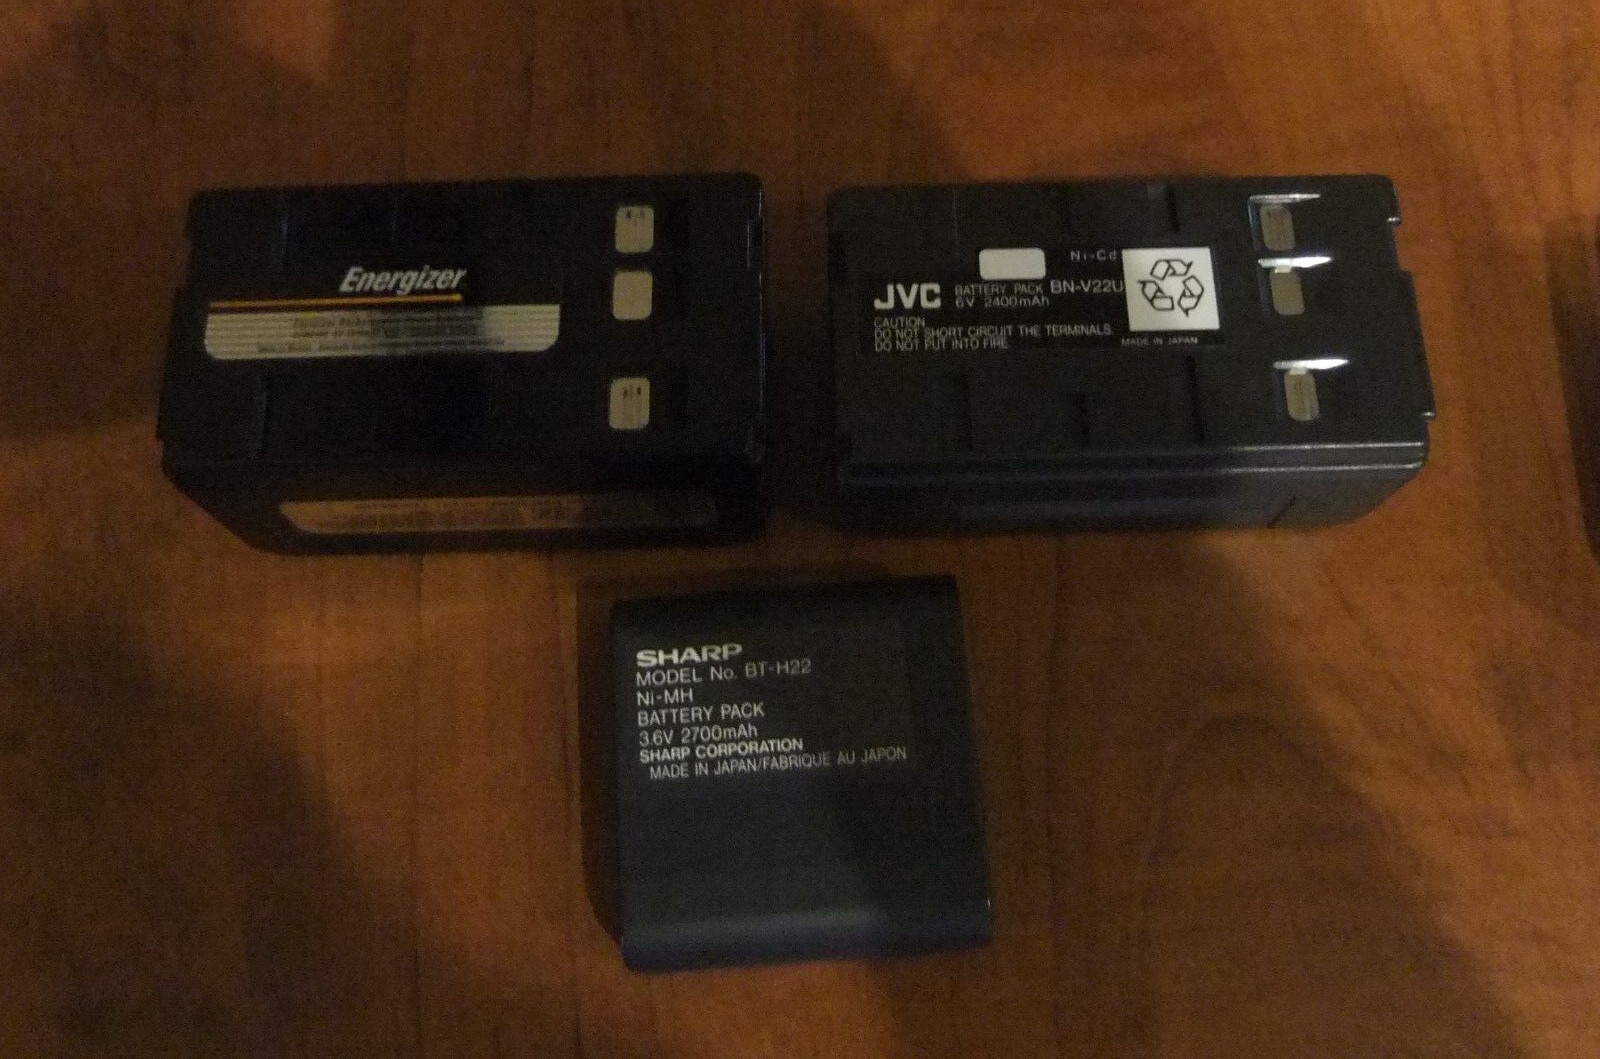 Energizer
Ni-Cd
JVC BATTERY PACK BN-V22U
6V 2400mAh
CAUTION
DO NOT SHORT CIRCUIT THE TERMINALS.
DO NOT PUT INTO FIRE
MADE IN JAPAN
SHARP
MODEL No. BT-H22
Ni-MH
BATTERY PACK
3.6V 2700mAh
SHARP CORPORATION
MADE IN JAPAN/FABRIQUE AU JAPON